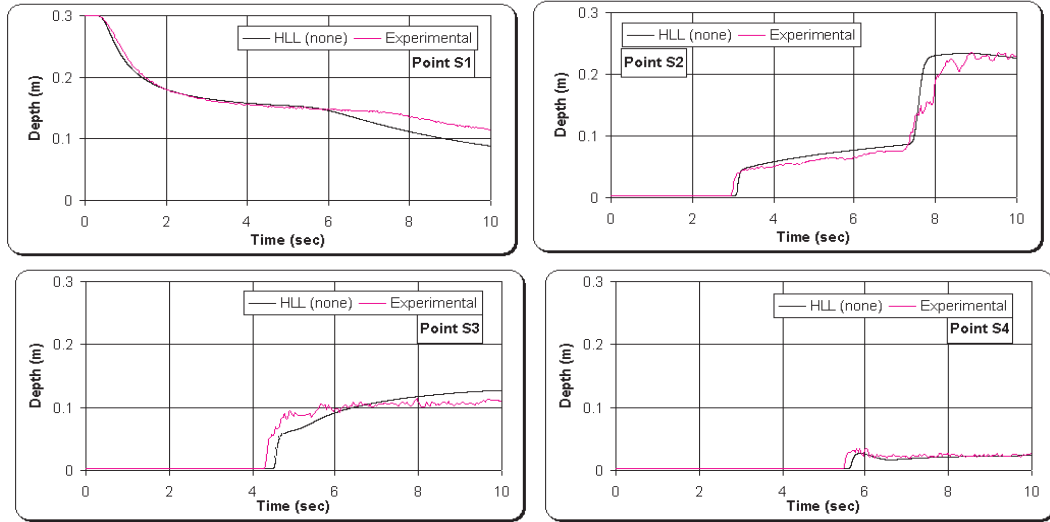 0.3
HLL (none) Experimental
Point S1
0.2
Depth (m)
0.1
0
0 2 4 6 8 10
Time (sec)
0.3
HLL (none) Experimental
Point S2
0.2
Depth (m)
0.1
0
0 2 4 6 8 10
Time (sec)
0.3
HLL (none) Experimental
Point S3
0.2
Depth (m)
0.1
0
0 2 4 6 8 10
Time (sec)
0.3
HLL (none) Experimental
Point S4
0.2
Depth (m)
0.1
0
0 2 4 6 8 10
Time (sec)